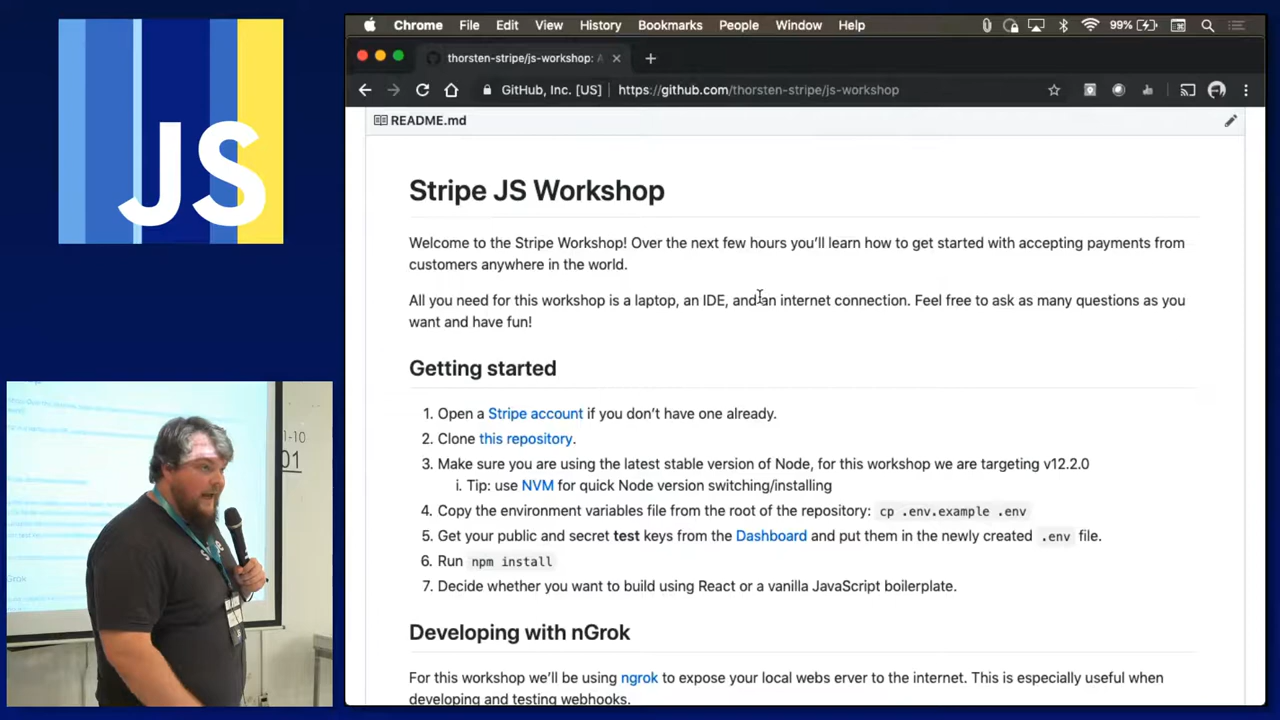 JS
Chrome File Edit View History Bookmarks People Window Help 99%
thorsten-stripe/js-workshop: A
GitHub, Inc. [US] https://github.com/thorsten-stripe/js-workshop
README.md
Stripe JS Workshop
Welcome to the Stripe Workshop! Over the next few hours you'll learn how to get started with accepting payments from
customers anywhere in the world.
All you need for this workshop is a laptop, an IDE, and an internet connection. Feel free to ask as many questions as you
want and have fun!
Getting started
1. Open a Stripe account if you don't have one already.
2. Clone this repository.
3. Make sure you are using the latest stable version of Node, for this workshop we are targeting v12.2.0
i. Tip: use NVM for quick Node version switching/installing
4. Copy the environment variables file from the root of the repository: cp .env.example .env
5. Get your public and secret test keys from the Dashboard and put them in the newly created .env file.
6. Run npm install
7. Decide whether you want to build using React or a vanilla JavaScript boilerplate.
Developing with nGrok
For this workshop we'll be using ngrok to expose your local webs erver to the internet. This is especially useful when
developing and testing webhooks.
1-10
01